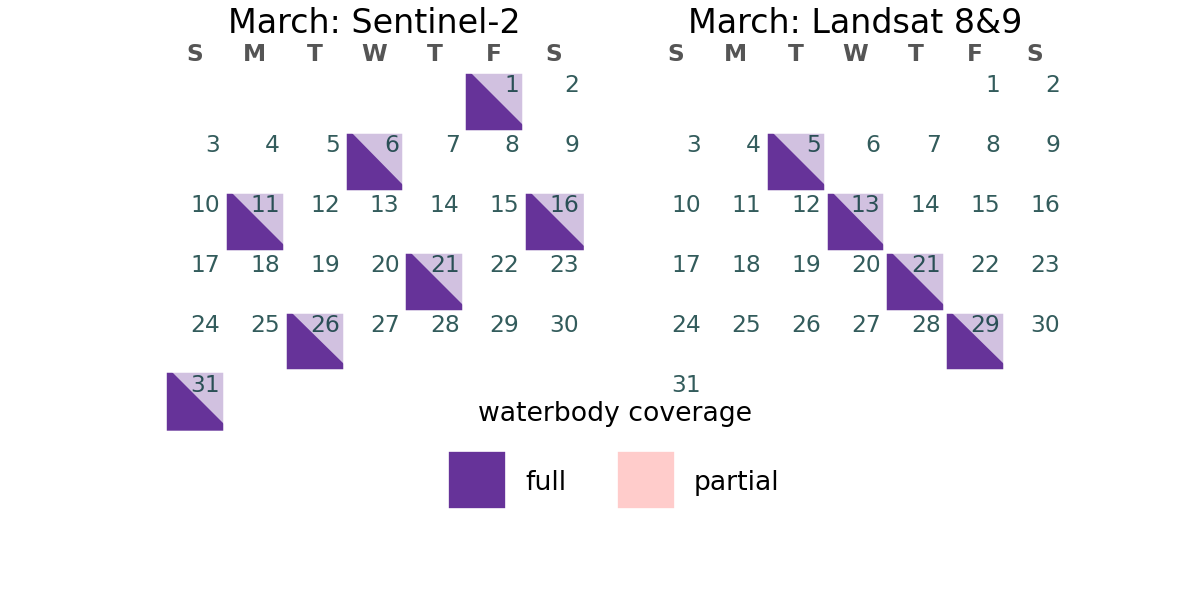 March: Sentinel-2
S M T W T F S
1 2
3 4 5 6 7 8 9
10 11 12 13 14 15 16
17 18 19 20 21 22 23
24 25 26 27 28 29 30
31
March: Landsat 8&9
S M T W T F S
1 2
3 4 5 6 7 8 9
10 11 12 13 14 15 16
17 18 19 20 21 22 23
24 25 26 27 28 29 30
31
waterbody coverage
full partial